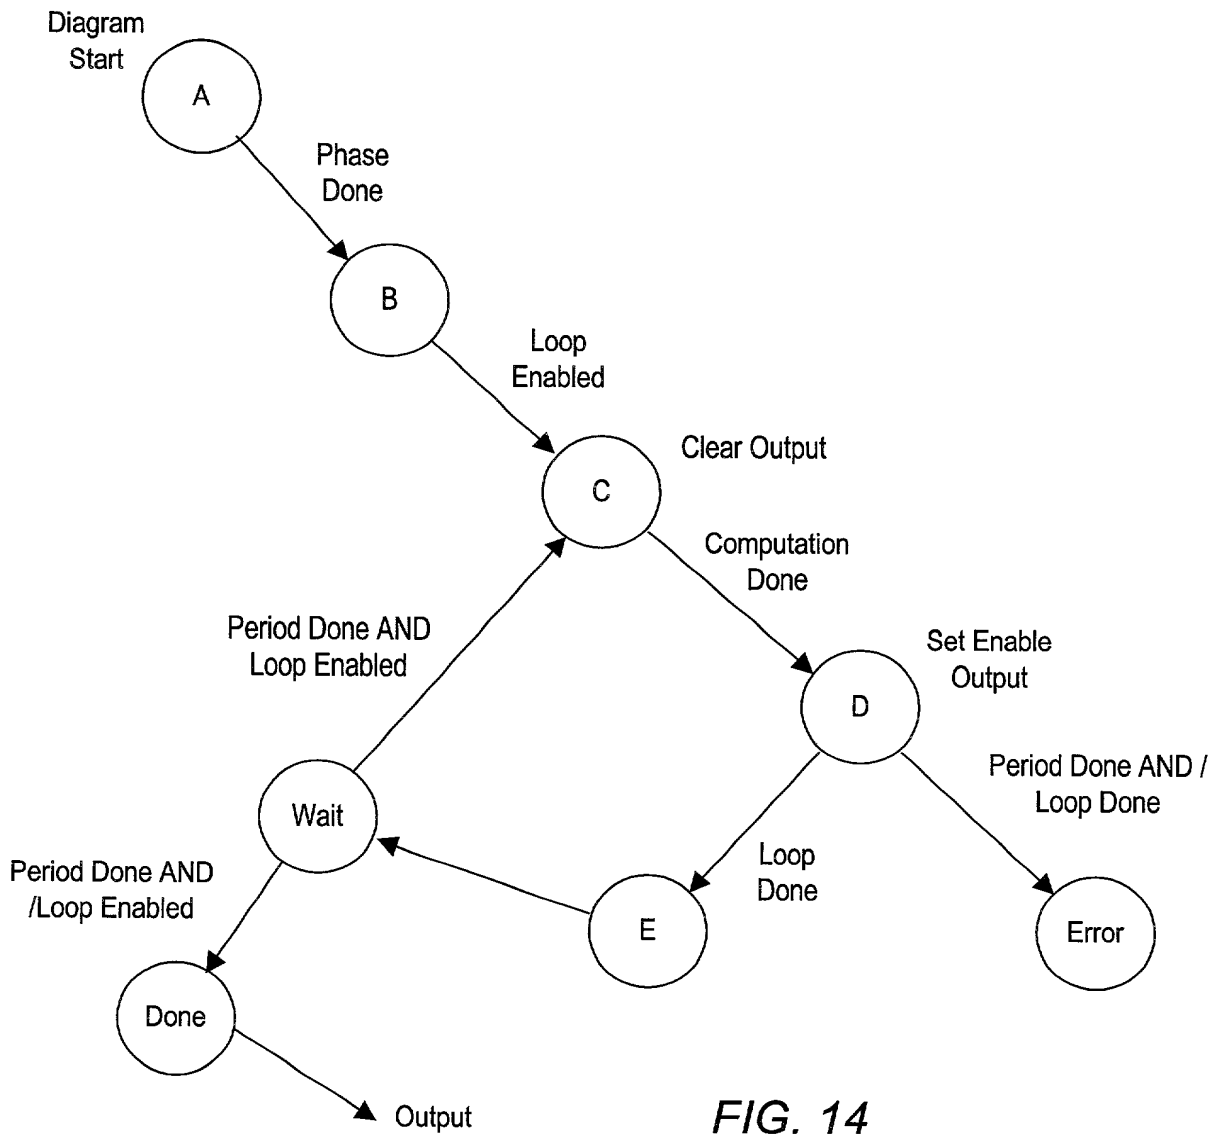 Diagram
Start
A
Phase
Done
B
Loop
Enabled
C
Clear Output
Computation
Done
Set Enable
Output
D
Period Done AND
Loop Enabled
Period Done AND /
Loop Done
Wait
Loop
Done
Period Done AND
/Loop Enabled
E
Error
Done
Output
FIG. 14